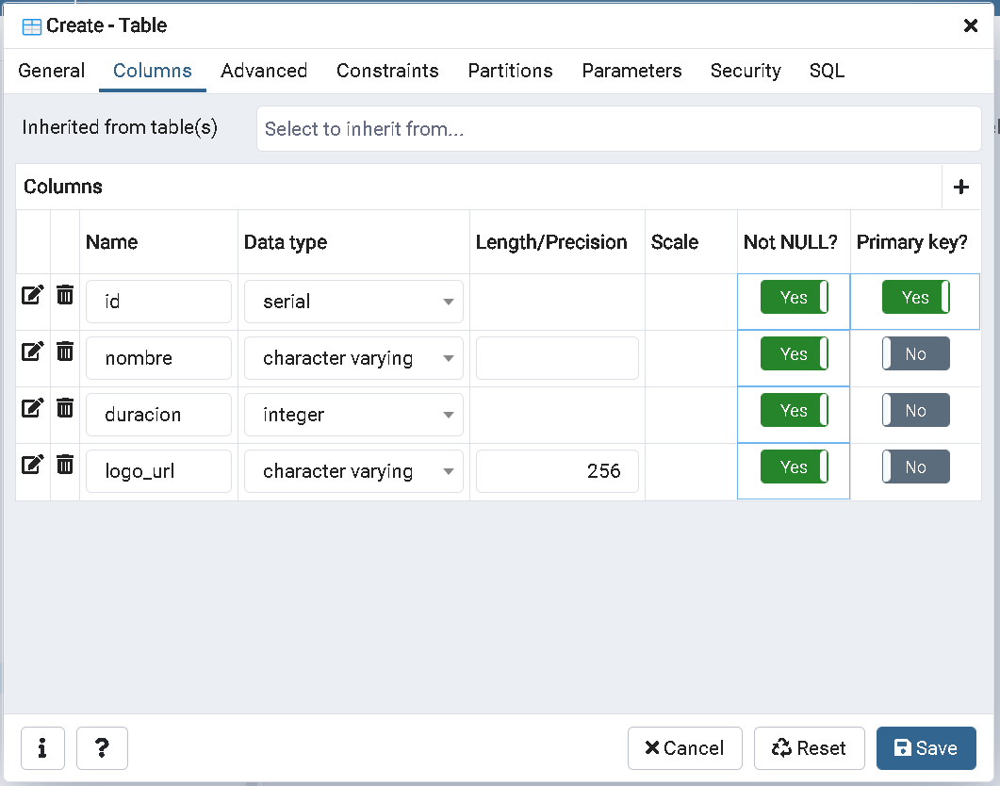 Create - Table
General Columns Advanced Constraints Partitions Parameters Security SQL
Inherited from table(s) Select to inherit from...
Columns
Name Data type Length/Precision Scale Not NULL? Primary key?
id serial Yes Yes
nombre character varying Yes No
duracion integer Yes No
logo_url character varying 256 Yes No
Cancel Reset Save